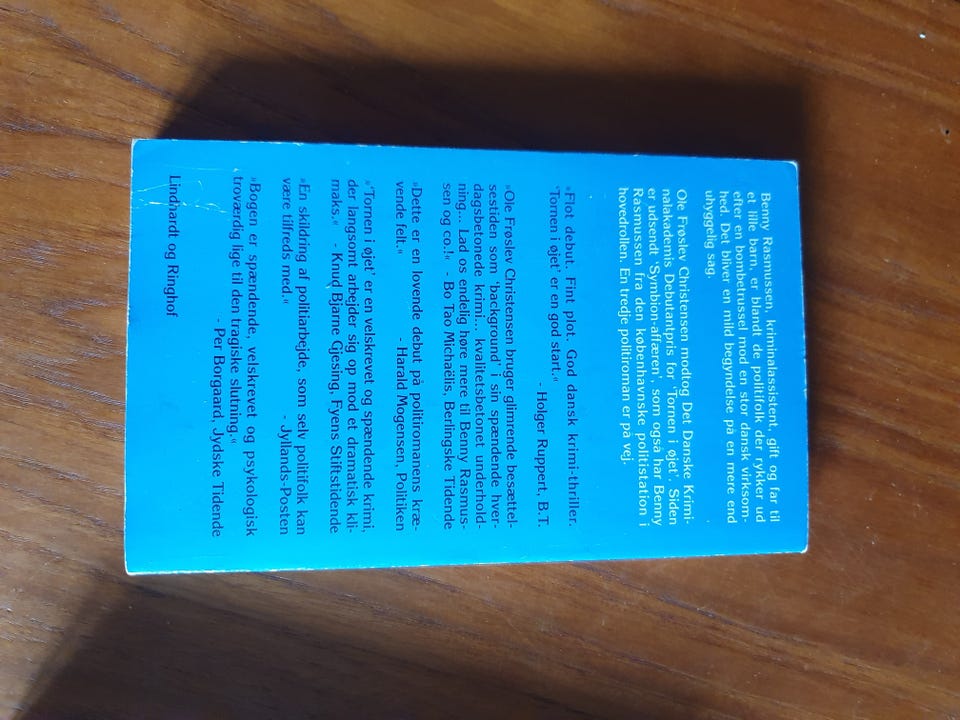 Benny Rasmussen, kriminalassistent, gift og far til
et lille barn, er blandt de politifolk der rykker ud
efter en bombetrussel mod en stor dansk virksom-
hed. Det bliver en mild begyndelse på en mere end
uhyggelig sag.
Ole Frøslev Christensen modtog Det Danske Krimi-
nalakademis Debutantpris for 'Tornen i øjet'. Siden
er udsendt 'Symbion-affæren', som også har Benny
Rasmussen fra den københavnske politistation i
hovedrollen. En tredje politiroman er på vej.
»Flot debut. Fint plot. God dansk krimi-thriller.
'Tornen i øjet' er en god start.«
- Holger Ruppert, B.T.
»Ole Frøslev Christensen bruger glimrende besættel-
sestiden som 'background' i sin spændende hver-
dagsbetonede krimi... kvalitetsbetonet underhold-
ning... Lad os endelig høre mere til Benny Rasmus-
sen og co.!« - Bo Tao Michaëlis, Berlingske Tidende
»Dette er en lovende debut på politiromanens kræ-
vende felt.« - Harald Mogensen, Politiken
»'Tornen i øjet' er en velskrevet og spændende krimi,
der langsomt arbejder sig op mod et dramatisk kli-
maks.« - Knud Bjarne Gjesing, Fyens Stiftstidende
»En skildring af politiarbejde, som selv politifolk kan
være tilfreds med.« - Jyllands-Posten
»Bogen er spændende, velskrevet og psykologisk
troværdig lige til den tragiske slutning.«
- Per Borgaard, Jydske Tidende
Lindhardt og Ringhof